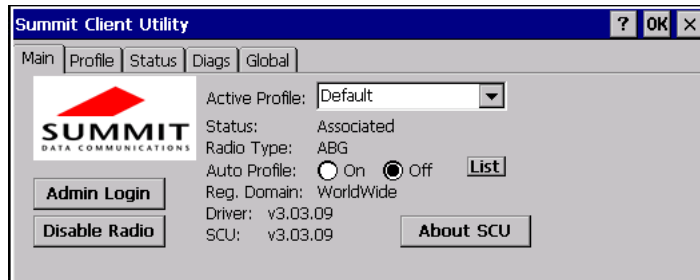 Summit Client Utility ? OK ×
Main Profile Status Diags Global
SUMMIT
DATA COMMUNICATIONS
Active Profile: Default
Status: Associated
Radio Type: ABG
Auto Profile: On Off List
Admin Login
Reg. Domain: WorldWide
Driver: v3.03.09
Disable Radio
SCU: v3.03.09
About SCU